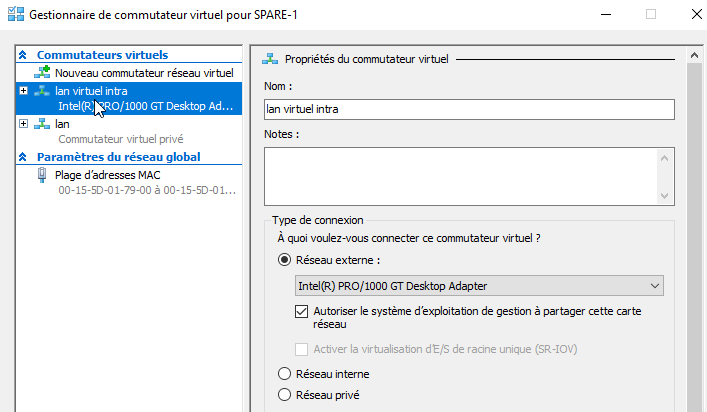 Gestionnaire de commutateur virtuel pour SPARE-1
Commutateurs virtuels
Nouveau commutateur réseau virtuel
lan virtuel intra
Intel(R) PRO/1000 GT Desktop Ad...
lan
Commutateur virtuel privé
Paramètres du réseau global
Plage d'adresses MAC
00-15-5D-01-79-00 à 00-15-5D-01...
Propriétés du commutateur virtuel
Nom :
lan virtuel intra
Notes :
Type de connexion
À quoi voulez-vous connecter ce commutateur virtuel ?
Réseau externe :
Intel(R) PRO/1000 GT Desktop Adapter
Autoriser le système d'exploitation de gestion à partager cette carte
réseau
Activer la virtualisation d'E/S de racine unique (SR-IOV)
Réseau interne
Réseau privé